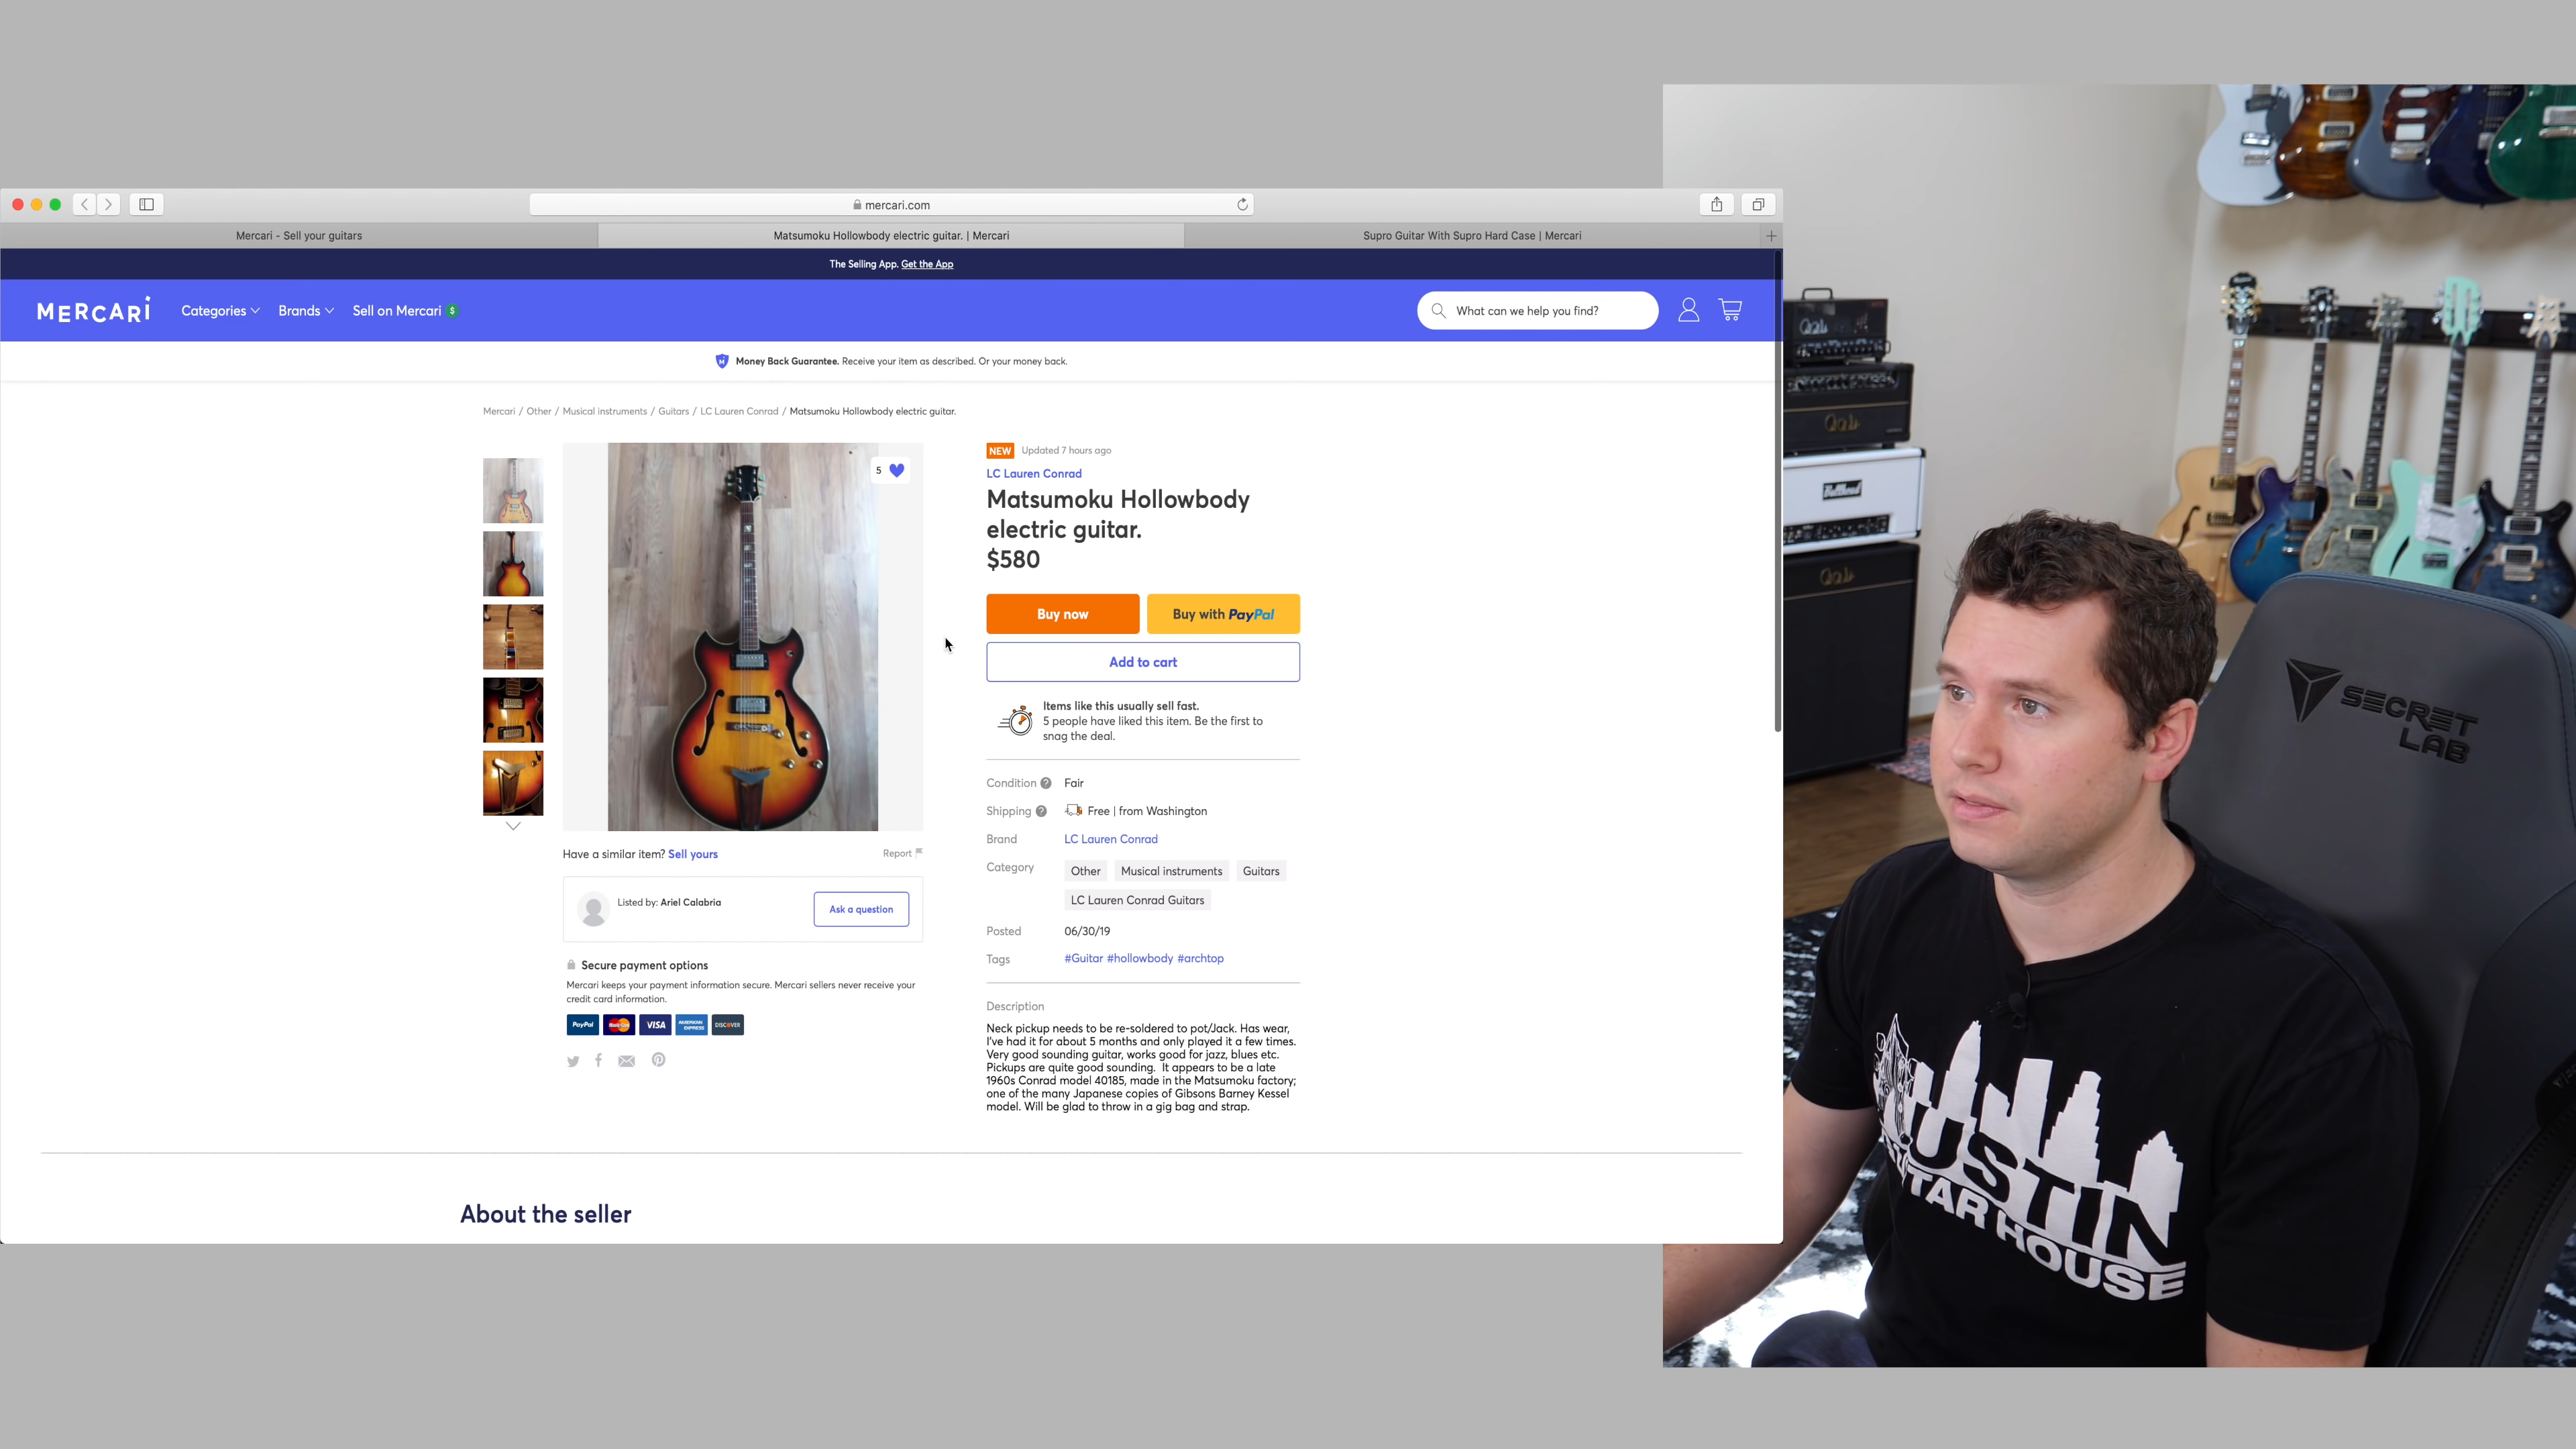 mercari.com
Mercari - Sell your guitars
Matsumoku Hollowbody electric guitar. | Mercari
Supro Guitar With Supro Hard Case | Mercari
The Selling App. Get the App
MERCARI
Categories
Brands
Sell on Mercari $
What can we help you find?
M
Money Back Guarantee. Receive your item as described. Or your money back.
Mercari / Other / Musical instruments / Guitars / LC Lauren Conrad / Matsumoku Hollowbody electric guitar.
5
NEW Updated 7 hours ago
LC Lauren Conrad
Matsumoku Hollowbody
electric guitar.
$580
Buy now
Buy with PayPal
Add to cart
Items like this usually sell fast.
5 people have liked this item. Be the first to
snag the deal.
Condition ? Fair
Shipping ? Free | from Washington
Brand LC Lauren Conrad
Category Other Musical instruments Guitars
LC Lauren Conrad Guitars
Posted 06/30/19
Tags #Guitar #hollowbody #archtop
Description
Neck pickup needs to be re-soldered to pot/Jack. Has wear,
I've had it for about 5 months and only played it a few times.
Very good sounding guitar, works good for jazz, blues etc.
Pickups are quite good sounding. It appears to be a late
1960s Conrad model 40185, made in the Matsumoku factory;
one of the many Japanese copies of Gibsons Barney Kessel
model. Will be glad to throw in a gig bag and strap.
Have a similar item? Sell yours
Report
Listed by: Ariel Calabria
Ask a question
Secure payment options
Mercari keeps your payment information secure. Mercari sellers never receive your
credit card information.
PayPal
MasterCard
VISA
AMERICAN
EXPRESS
DISCOVER
About the seller
SECRET
LAB
USTIN
UITAR HOUSE